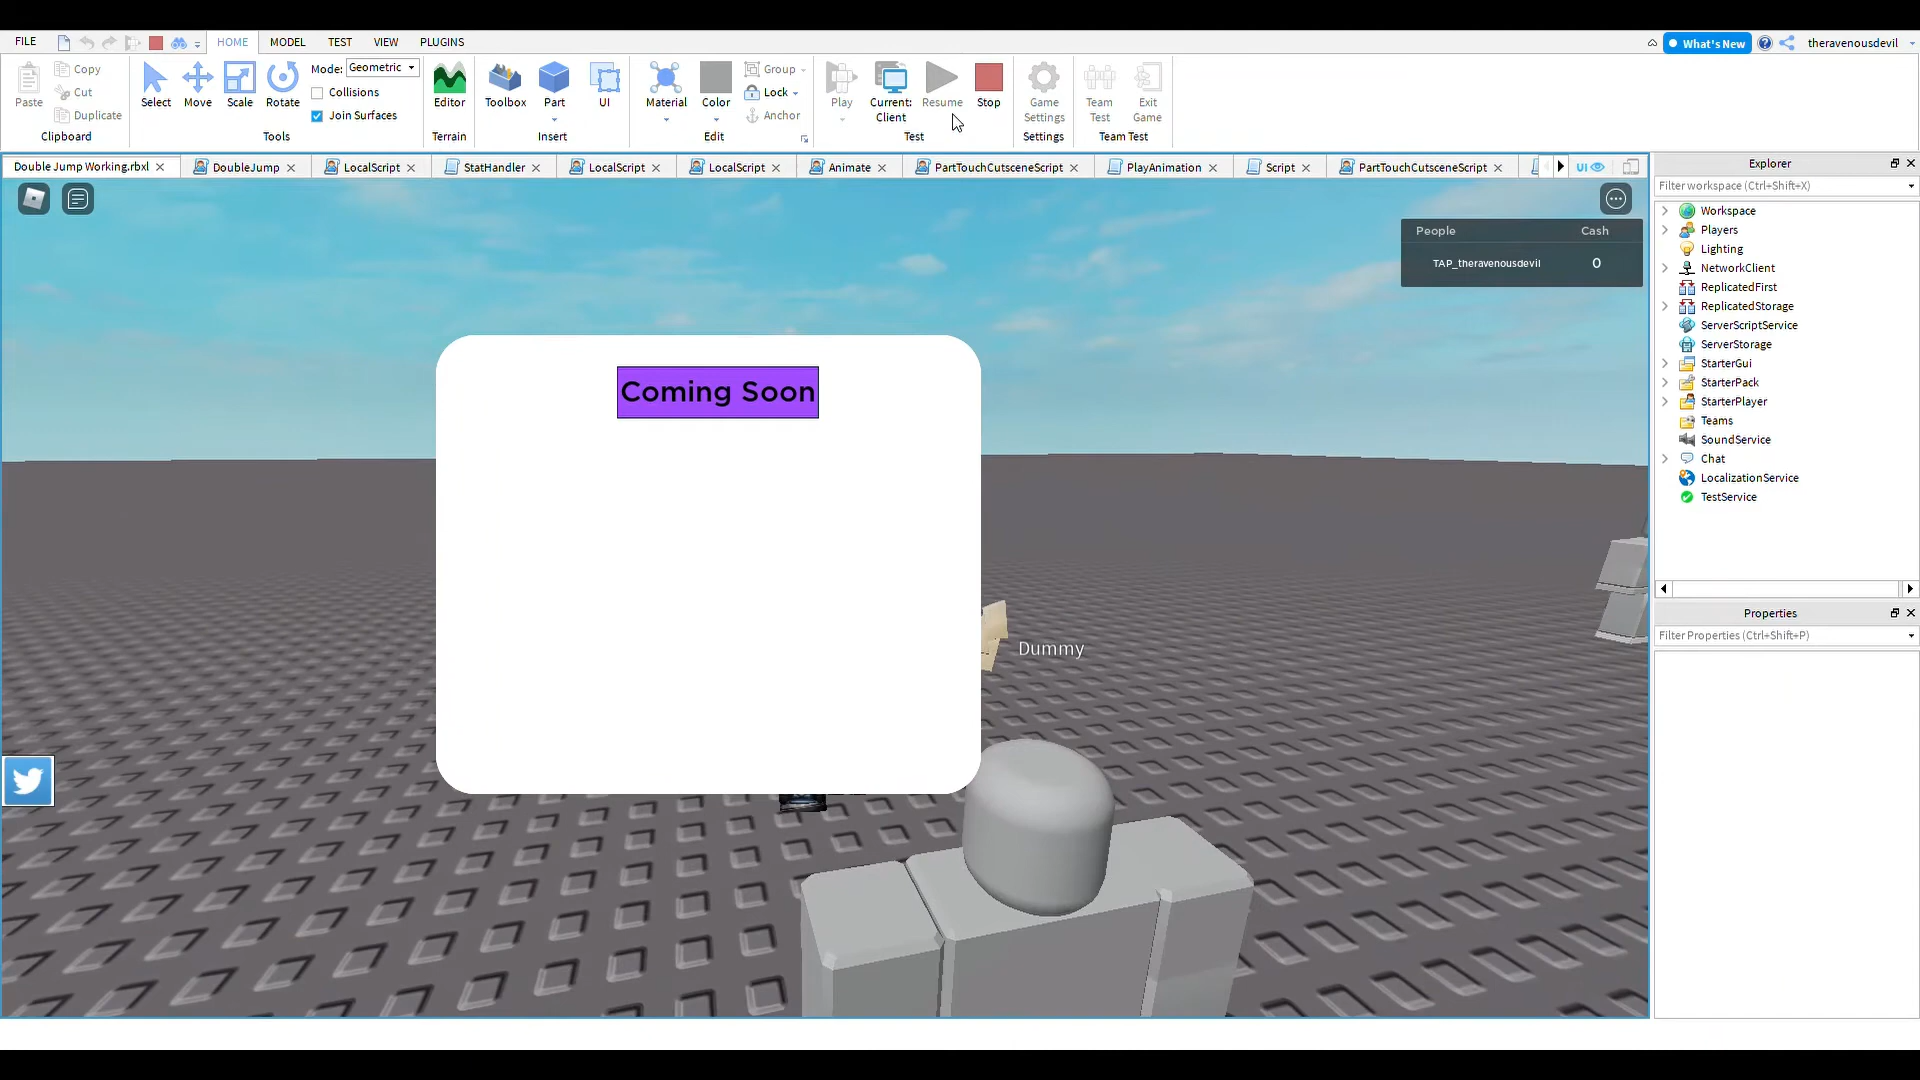 FILE HOME MODEL TEST VIEW PLUGINS What's New theravenousdevil
Paste Copy Cut Duplicate Clipboard
Select Move Scale Rotate Mode: Geometric Collisions Join Surfaces Tools
Editor Terrain
Toolbox Part UI Insert
Material Color Group Lock Anchor Edit
Play Current: Client Resume Stop Test
Game Settings Settings
Team Test Exit Game Team Test
Double Jump Working.rbxl DoubleJump LocalScript StatHandler LocalScript LocalScript Animate PartTouchCutsceneScript PlayAnimation Script PartTouchCutsceneScript UI
People Cash
TAP_theravenousdevil 0
Coming Soon
Dummy
Explorer
Filter workspace (Ctrl+Shift+X)
Workspace
Players
Lighting
NetworkClient
ReplicatedFirst
ReplicatedStorage
ServerScriptService
ServerStorage
StarterGui
StarterPack
StarterPlayer
Teams
SoundService
Chat
LocalizationService
TestService
Properties
Filter Properties (Ctrl+Shift+P)